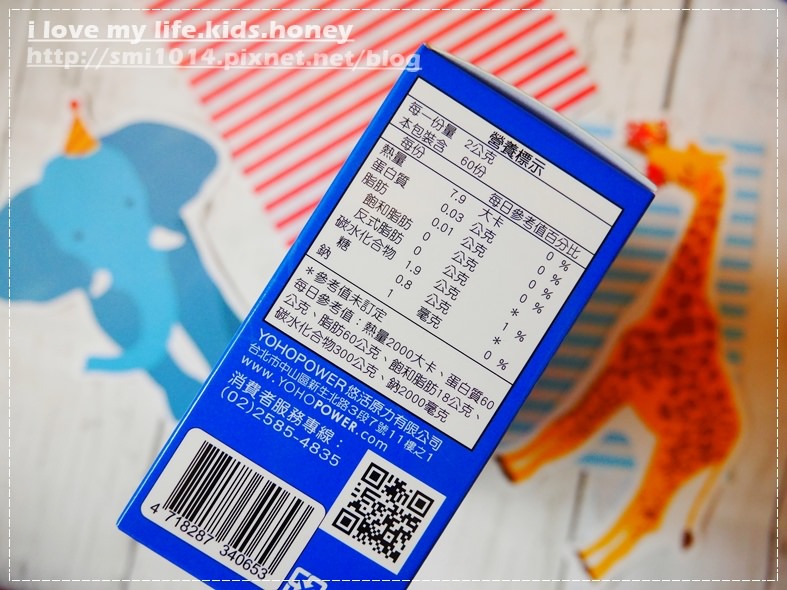 i love my life.kids.honey
http://smi1014.pixnet.net/blog
營養標示
每一份量 2公克
本包裝含 60份
每份 每日參考值百分比
熱量 7.9 大卡 0 %
蛋白質 0.03 公克 0 %
脂肪 0.01 公克 0 %
飽和脂肪 0 公克 0 %
反式脂肪 0 公克 *
碳水化合物 1.9 公克 1 %
糖 0.8 公克 *
鈉 1 毫克 0 %
*參考值未訂定
每日參考值：熱量2000大卡、蛋白質60
公克、脂肪60公克、飽和脂肪18公克、
碳水化合物300公克、鈉2000毫克
YOHOPOWER悠活原力有限公司
台北市中山區新生北路3段7號11樓之1
www.YOHOPOWER.com
消費者服務專線：
(02)2585-4835
4 718287 340653